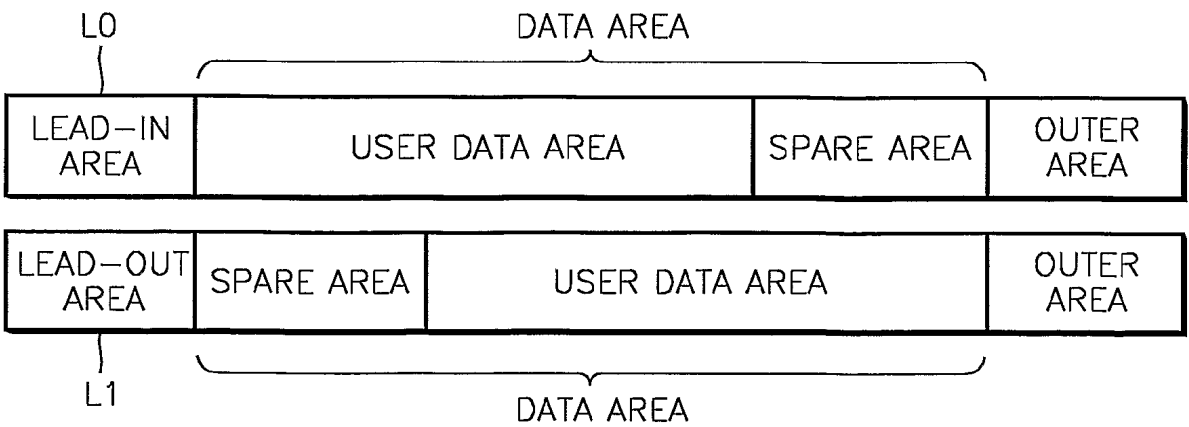 L0
DATA AREA
LEAD-IN
AREA
USER DATA AREA
SPARE AREA
OUTER
AREA
LEAD-OUT
AREA
SPARE AREA
USER DATA AREA
OUTER
AREA
L1
DATA AREA